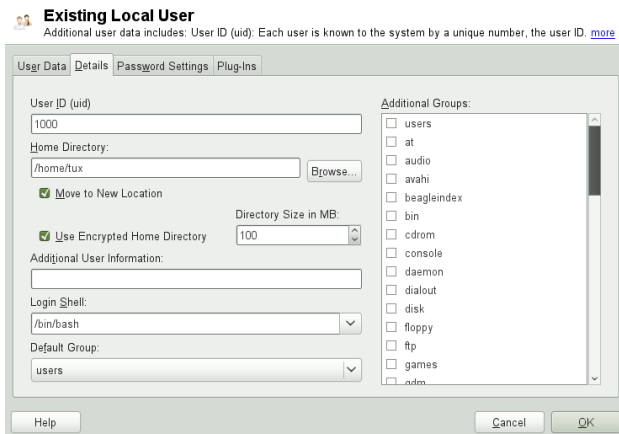 Existing Local User
Additional user data includes: User ID (uid): Each user is known to the system by a unique number, the user ID. more
User Data Details Password Settings Plug-Ins
User ID (uid)
1000
Home Directory:
/home/tux
Browse...
Move to New Location
Directory Size in MB:
Use Encrypted Home Directory
100
Additional User Information:
Login Shell:
/bin/bash
Default Group:
users
Additional Groups:
users
at
audio
avahi
beagleindex
bin
cdrom
console
daemon
dialout
disk
floppy
ftp
games
gdm
Help
Cancel
OK